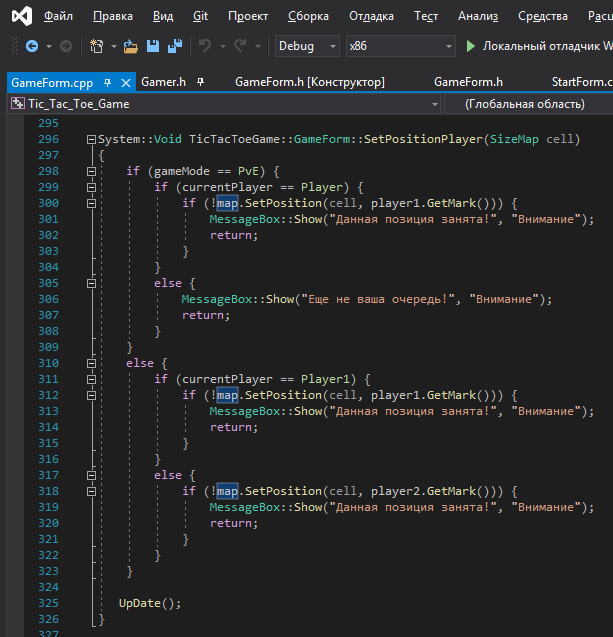 Файл Правка Вид Git Проект Сборка Отладка Тест Анализ Средства
Debug x86 Локальный отладчик W
GameForm.cpp Gamer.h GameForm.h [Конструктор] GameForm.h StartForm.c
Tic_Tac_Toe_Game (Глобальная область)
295
296 System::Void TicTacToeGame::GameForm::SetPositionPlayer(SizeMap cell)
297 {
298 if (gameMode == PvE) {
299 if (currentPlayer == Player) {
300 if (!map.SetPosition(cell, player1.GetMark())) {
301 MessageBox::Show("Данная позиция занята!", "Внимание");
302 return;
303 }
304 }
305 else {
306 MessageBox::Show("Еще не ваша очередь!", "Внимание");
307 return;
308 }
309 }
310 else {
311 if (currentPlayer == Player1) {
312 if (!map.SetPosition(cell, player1.GetMark())) {
313 MessageBox::Show("Данная позиция занята!", "Внимание");
314 return;
315 }
316 }
317 else {
318 if (!map.SetPosition(cell, player2.GetMark())) {
319 MessageBox::Show("Данная позиция занята!", "Внимание");
320 return;
321 }
322 }
323 }
324
325 UpDate();
326 }
327